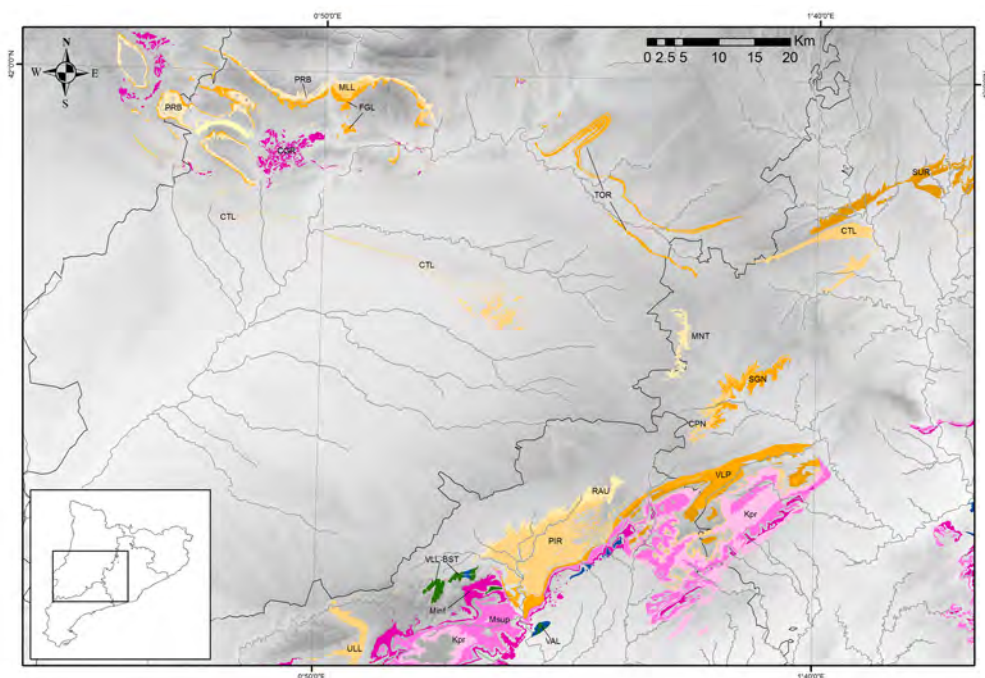 0°50'0"E
1°40'0"E
42°0'0"N
N
W E
S
0 2.5 5 10 15 20 Km
PRB
MLL
PRB
FGL
CGR
SUR
TOR
CTL
CTL
CTL
MNT
SGN
CPN
VLP
RAU
Kpr
PIR
VLL-BST
Minf
Msup
VAL
Kpr
ULL
0°50'0"E
1°40'0"E